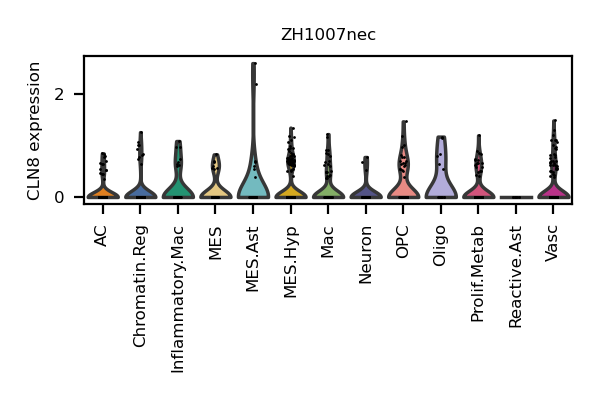 ZH1007nec
CLN8 expression
2
0
AC
Chromatin.Reg
Inflammatory.Mac
MES
MES.Ast
MES.Hyp
Mac
Neuron
OPC
Oligo
Prolif.Metab
Reactive.Ast
Vasc